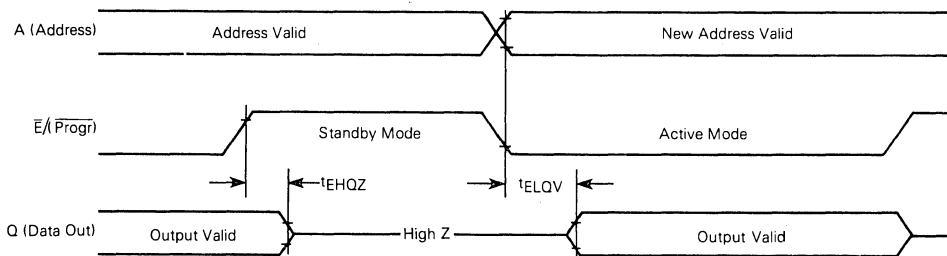 A (Address)
Address Valid
New Address Valid
E̅/(P̅r̅o̅g̅r̅)
Standby Mode
Active Mode
tEHQZ
tELQV
Q (Data Out)
Output Valid
High Z
Output Valid